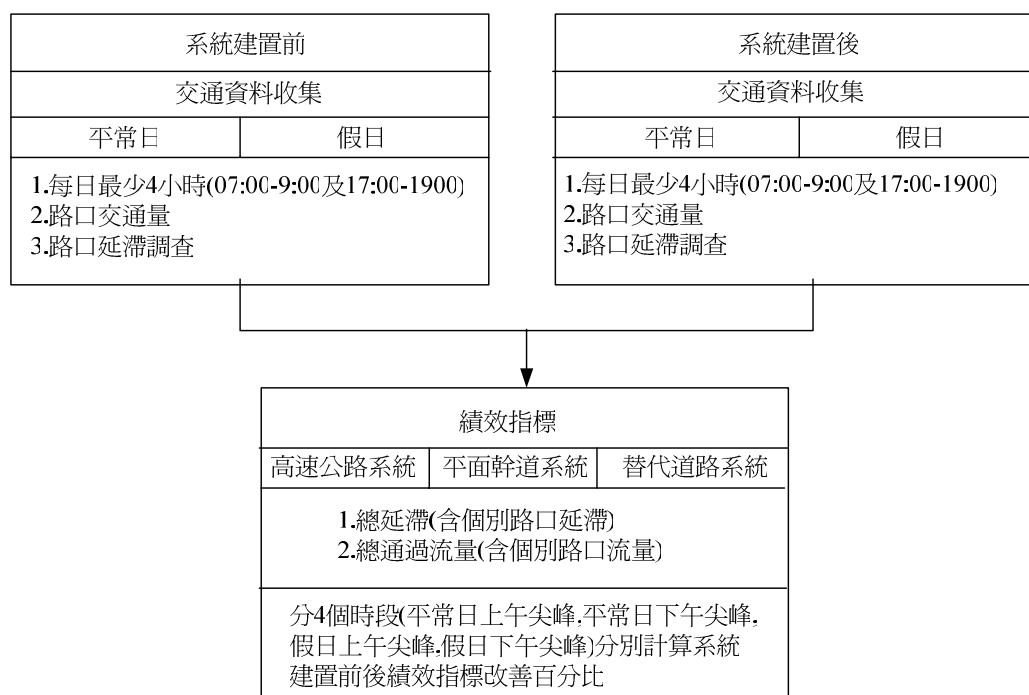 系統建置前
交通資料收集
平常日
假日
1.每日最少4小時(07:00-9:00及17:00-1900)
2.路口交通量
3.路口延滯調查
系統建置後
交通資料收集
平常日
假日
1.每日最少4小時(07:00-9:00及17:00-1900)
2.路口交通量
3.路口延滯調查
績效指標
高速公路系統
平面幹道系統
替代道路系統
1.總延滯(含個別路口延滯)
2.總通過流量(含個別路口流量)
分4個時段(平常日上午尖峰,平常日下午尖峰,
假日上午尖峰,假日下午尖峰)分別計算系統
建置前後績效指標改善百分比